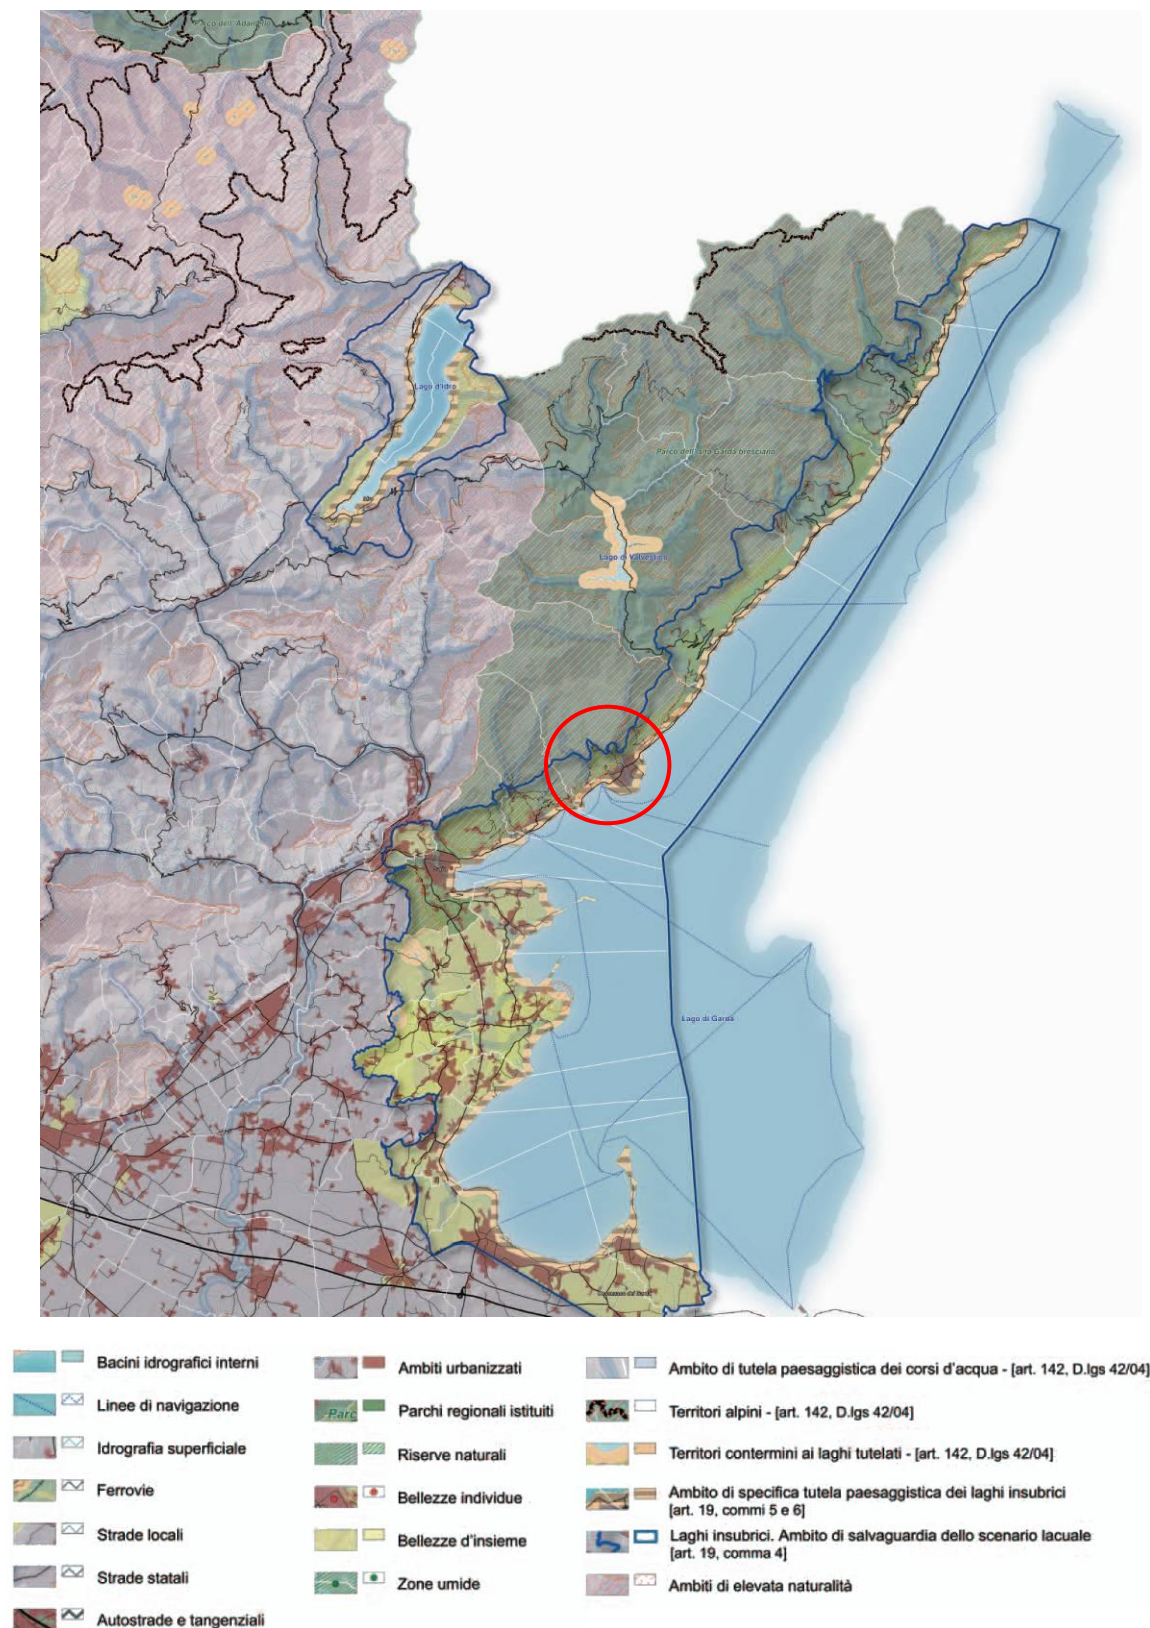 Parco dell'Adamello
Lago d'Idro
Parco dell'alto Garda bresciano
Lago di Valvestino
Lago di Garda
Bacini idrografici interni
Linee di navigazione
Idrografia superficiale
Ferrovie
Strade locali
Strade statali
Autostrade e tangenziali
Ambiti urbanizzati
Parc
Parchi regionali istituiti
Riserve naturali
Bellezze individue
Bellezze d'insieme
Zone umide
Ambito di tutela paesaggistica dei corsi d'acqua - [art. 142, D.lgs 42/04]
Territori alpini - [art. 142, D.lgs 42/04]
Territori contermini ai laghi tutelati - [art. 142, D.lgs 42/04]
Ambito di specifica tutela paesaggistica dei laghi insubrici
[art. 19, commi 5 e 6]
Laghi insubrici. Ambito di salvaguardia dello scenario lacuale
[art. 19, comma 4]
Ambiti di elevata naturalità